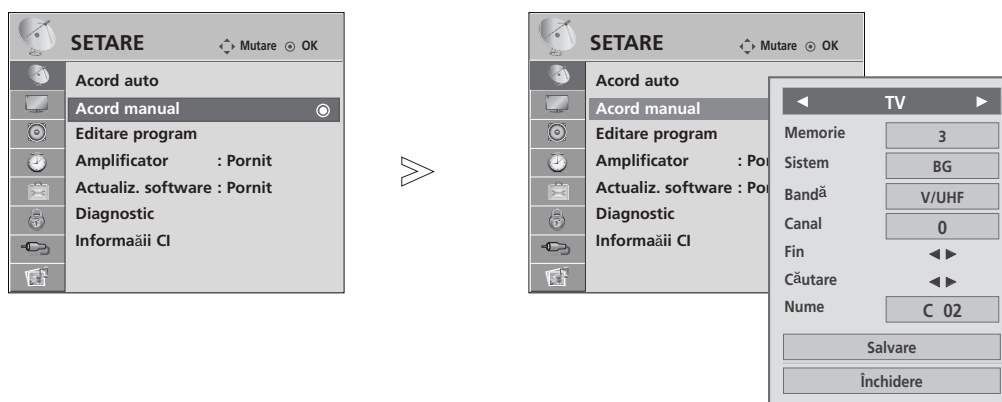 SETARE Mutare OK
Acord auto
Acord manual
Editare program
Amplificator : Pornit
Actualiz. software : Pornit
Diagnostic
Informaăii CI
SETARE Mutare OK
Acord auto
Acord manual
Editare program
Amplificator : Por
Actualiz. software : Por
Diagnostic
Informaăii CI
TV
Memorie 3
Sistem BG
Bandă V/UHF
Canal 0
Fin
Căutare
Nume C 02
Salvare
Închidere